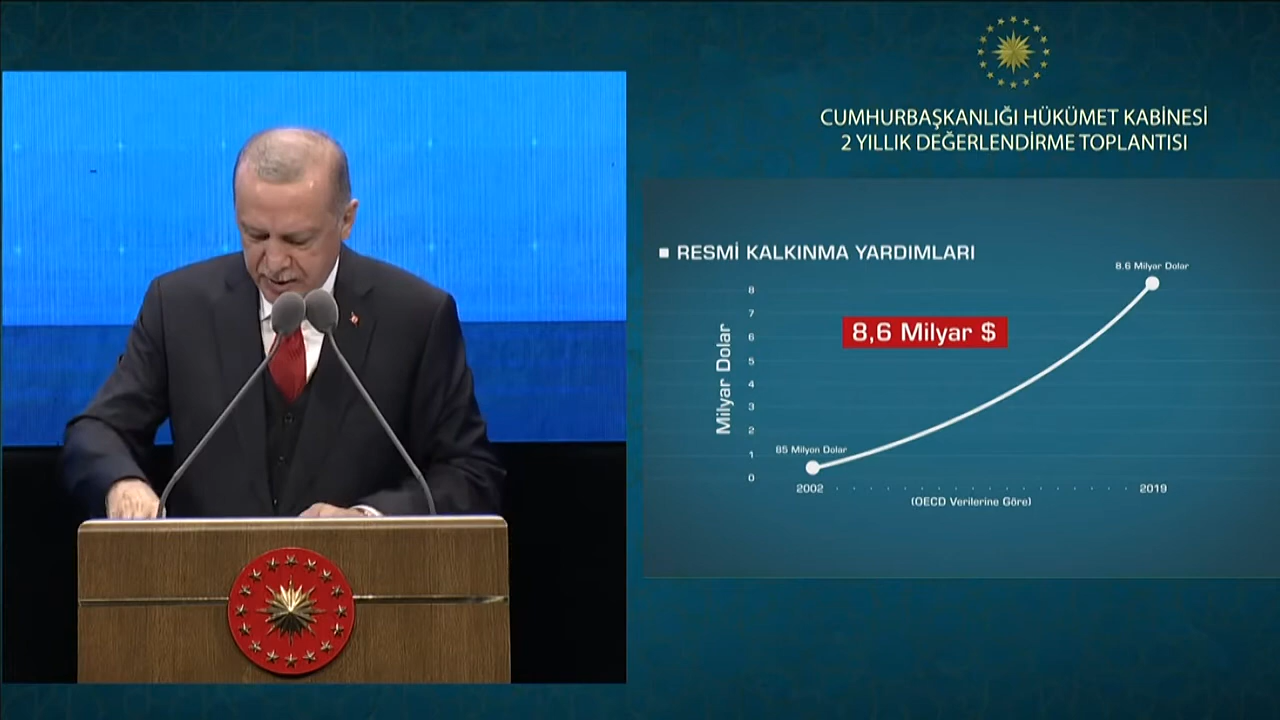 CUMHURBAŞKANLIĞI HÜKÜMET KABİNESİ
2 YILLIK DEĞERLENDİRME TOPLANTISI
RESMİ KALKINMA YARDIMLARI
8.6 Milyar Dolar
8,6 Milyar $
Milyar Dolar
8
7
6
5
4
3
2
1
0
85 Milyon Dolar
2002
2019
(OECD Verilerine Göre)